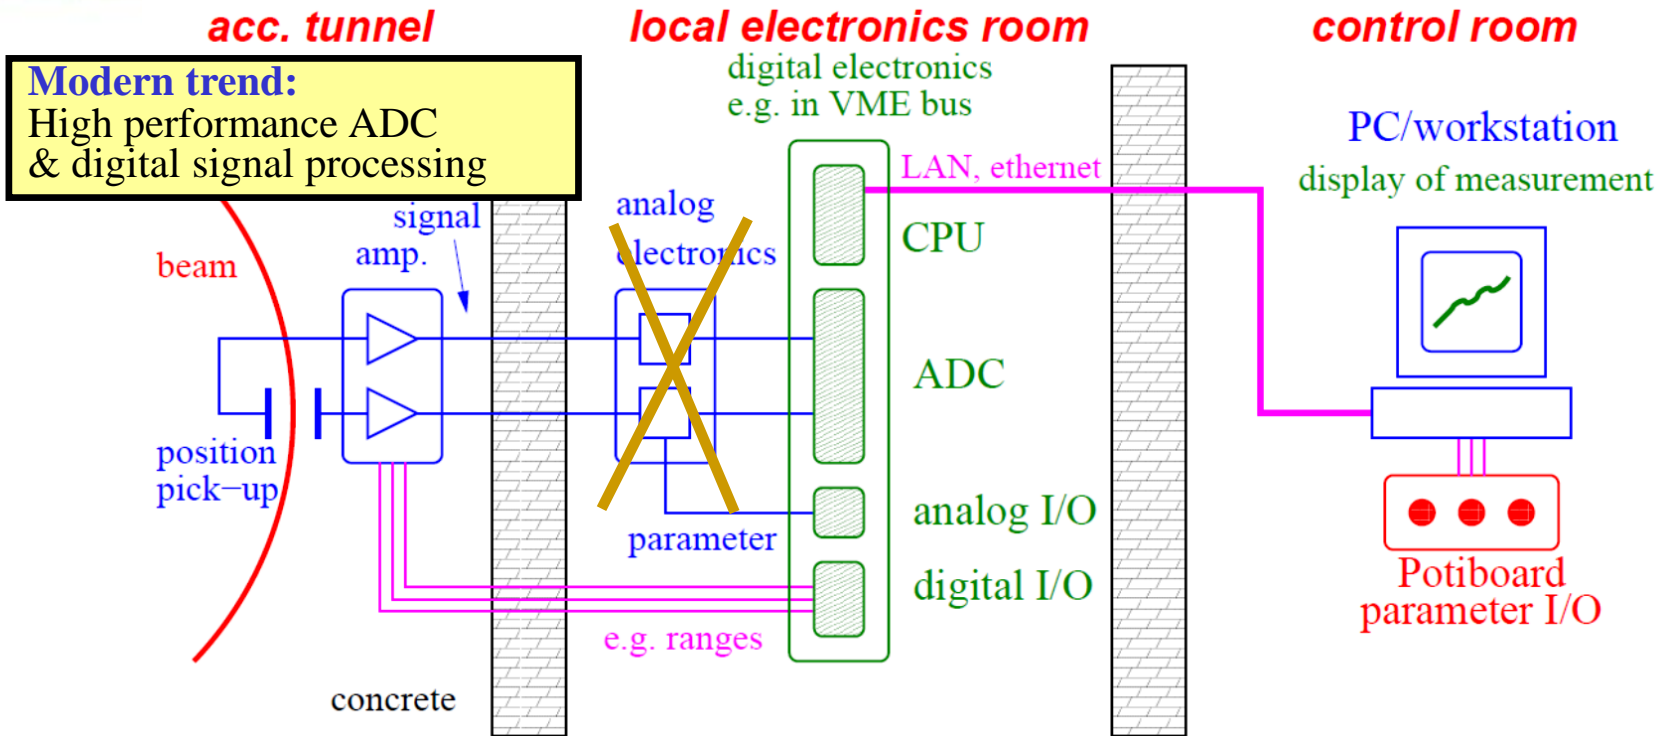 acc. tunnel
local electronics room
control room
Modern trend:
High performance ADC
& digital signal processing
digital electronics
e.g. in VME bus
PC/workstation
display of measurement
LAN, ethernet
signal
amp.
analog
electronics
CPU
beam
ADC
position
pick−up
analog I/O
parameter
digital I/O
e.g. ranges
Potiboard
parameter I/O
concrete